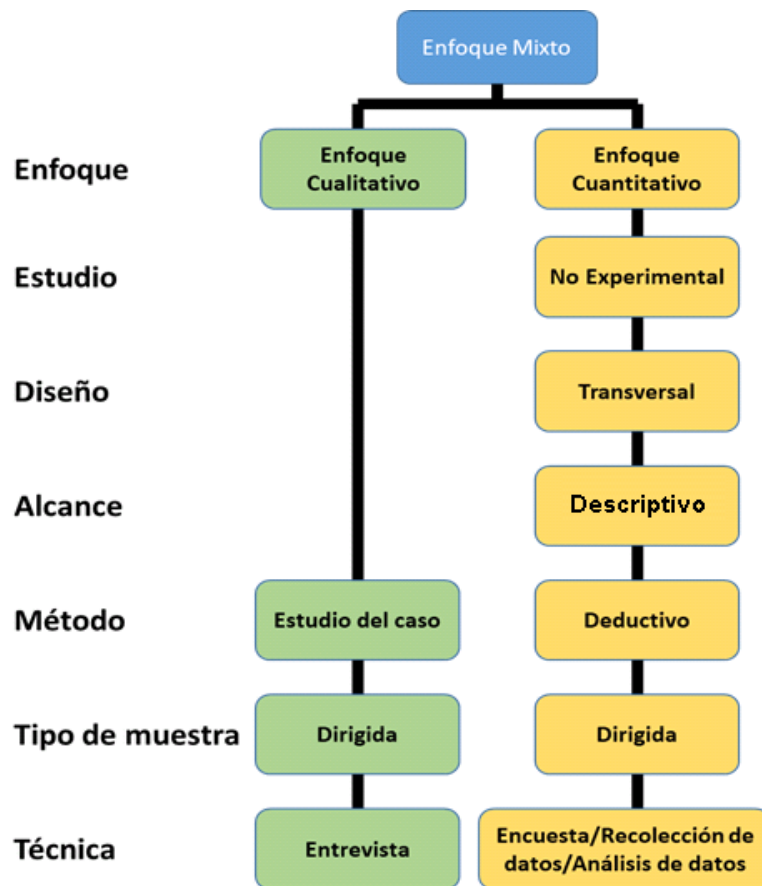 Enfoque Mixto
Enfoque
Enfoque
Cualitativo
Enfoque
Cuantitativo
Estudio
No Experimental
Diseño
Transversal
Alcance
Descriptivo
Método
Estudio del caso
Deductivo
Tipo de muestra
Dirigida
Dirigida
Técnica
Entrevista
Encuesta/Recolección de
datos/Análisis de datos